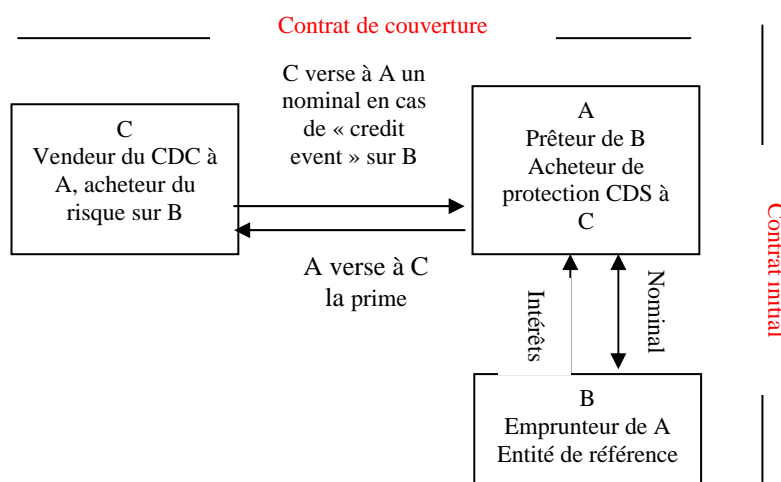 Contrat de couverture
C verse à A un
nominal en cas
de « credit
event » sur B
C
Vendeur du CDC à
A, acheteur du
risque sur B
A
Prêteur de B
Acheteur de
protection CDS à
C
A verse à C
la prime
Intérêts
Nominal
Contrat initial
B
Emprunteur de A
Entité de référence